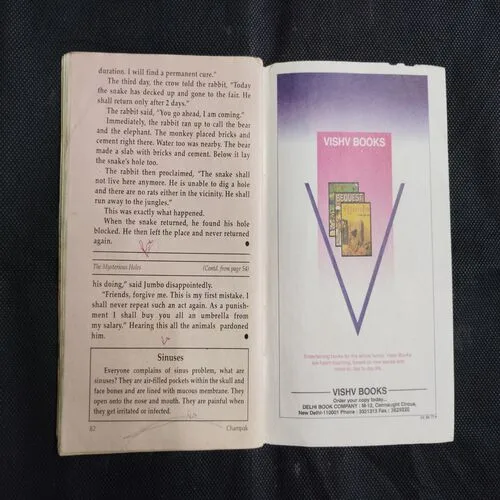 duration. I will find a permanent cure."
The third day, the crow told the rabbit, "Today
the snake has decked up and gone to the fair. He
shall return only after 2 days."
The rabbit said, "You go ahead, I am coming."
Immediately, the rabbit ran up to call the bear
and the elephant. The monkey placed bricks and
cement right there. Water too was nearby. The bear
made a slab with bricks and cement. Below it lay
the snake's hole too.
The rabbit then proclaimed, "The snake shall
not live here anymore. He is unable to dig a hole
and there are no rats either in the vicinity. He shall
run away to the jungles."
This was exactly what happened.
When the snake returned, he found his hole
blocked. He then left the place and never returned
again.
The Mysterious Holes (Contd. from page 54)
his doing," said Jumbo disappointedly.
"Friends, forgive me. This is my first mistake. I
shall never repeat such an act again. As a punish-
ment I shall buy you all an umbrella from
my salary." Hearing this all the animals pardoned
him.
Sinuses
Everyone complains of sinus problem, what are
sinuses? They are air-filled pockets within the skull and
face bones and are lined with mucous membrane. They
open onto the nose and mouth. They are painful when
they get irritated or infected.
82 Champak
VISHV BOOKS
BEQUEST
VISHV BOOKS
Order your copy today...
DELHI BOOK COMPANY : M-12, Connaught Circus,
New Delhi-110001 Phone : 3321313 Fax.: